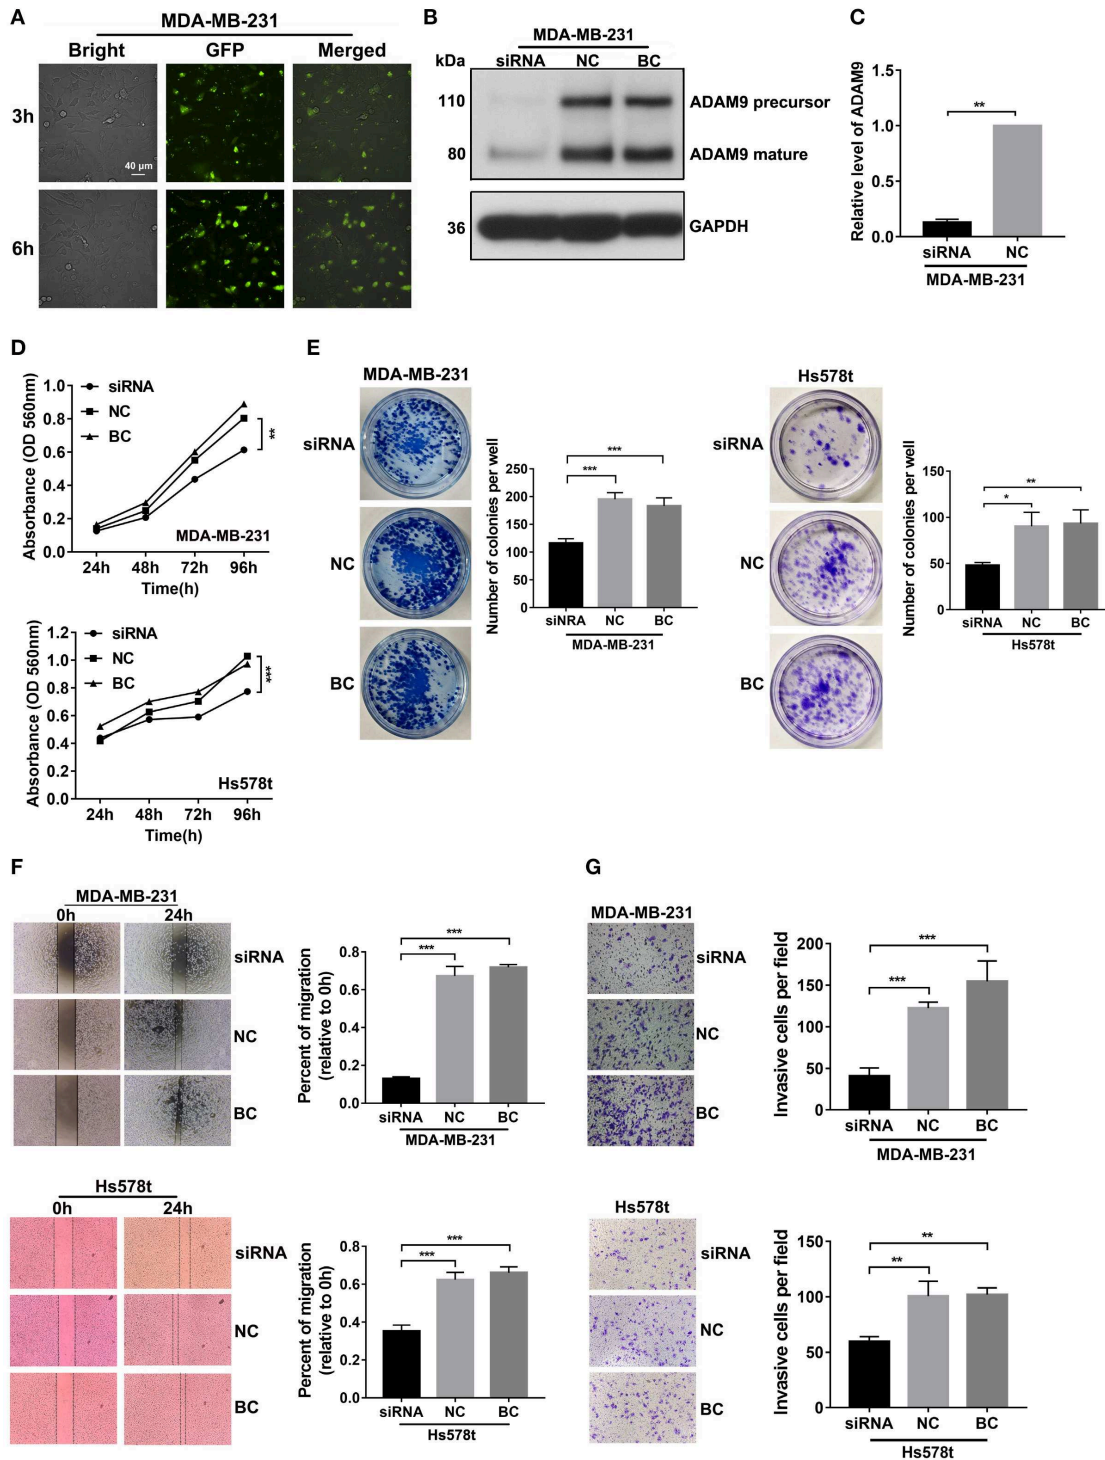 A
MDA-MB-231
Bright GFP Merged
3h
40 µm
6h
B
MDA-MB-231
kDa siRNA NC BC
110 ADAM9 precursor
80 ADAM9 mature
36 GAPDH
C
Relative level of ADAM9
1.5
1.0
0.5
0.0
**
siRNA NC
MDA-MB-231
D
Absorbance (OD 560nm)
1.0
0.8
0.6
0.4
0.2
0.0
siRNA
NC
BC
**
MDA-MB-231
24h 48h 72h 96h
Time(h)
Absorbance (OD 560nm)
1.2
1.0
0.8
0.6
0.4
0.2
0.0
siRNA
NC
BC
***
Hs578t
24h 48h 72h 96h
Time(h)
E
MDA-MB-231
siRNA
NC
BC
Number of colonies per well
250
200
150
100
50
0
***
***
siNRA NC BC
MDA-MB-231
Hs578t
siRNA
NC
BC
Number of colonies per well
150
100
50
0
**
*
siRNA NC BC
Hs578t
F
MDA-MB-231
0h 24h
siRNA
NC
BC
Percent of migration
(relative to 0h)
0.8
0.6
0.4
0.2
0.0
***
***
siRNA NC BC
MDA-MB-231
Hs578t
0h 24h
siRNA
NC
BC
Percent of migration
(relative to 0h)
0.8
0.6
0.4
0.2
0.0
***
***
siRNA NC BC
Hs578t
G
MDA-MB-231
siRNA
NC
BC
Invasive cells per field
200
150
100
50
0
***
***
siRNA NC BC
MDA-MB-231
Hs578t
siRNA
NC
BC
Invasive cells per field
150
100
50
0
**
**
siRNA NC BC
Hs578t